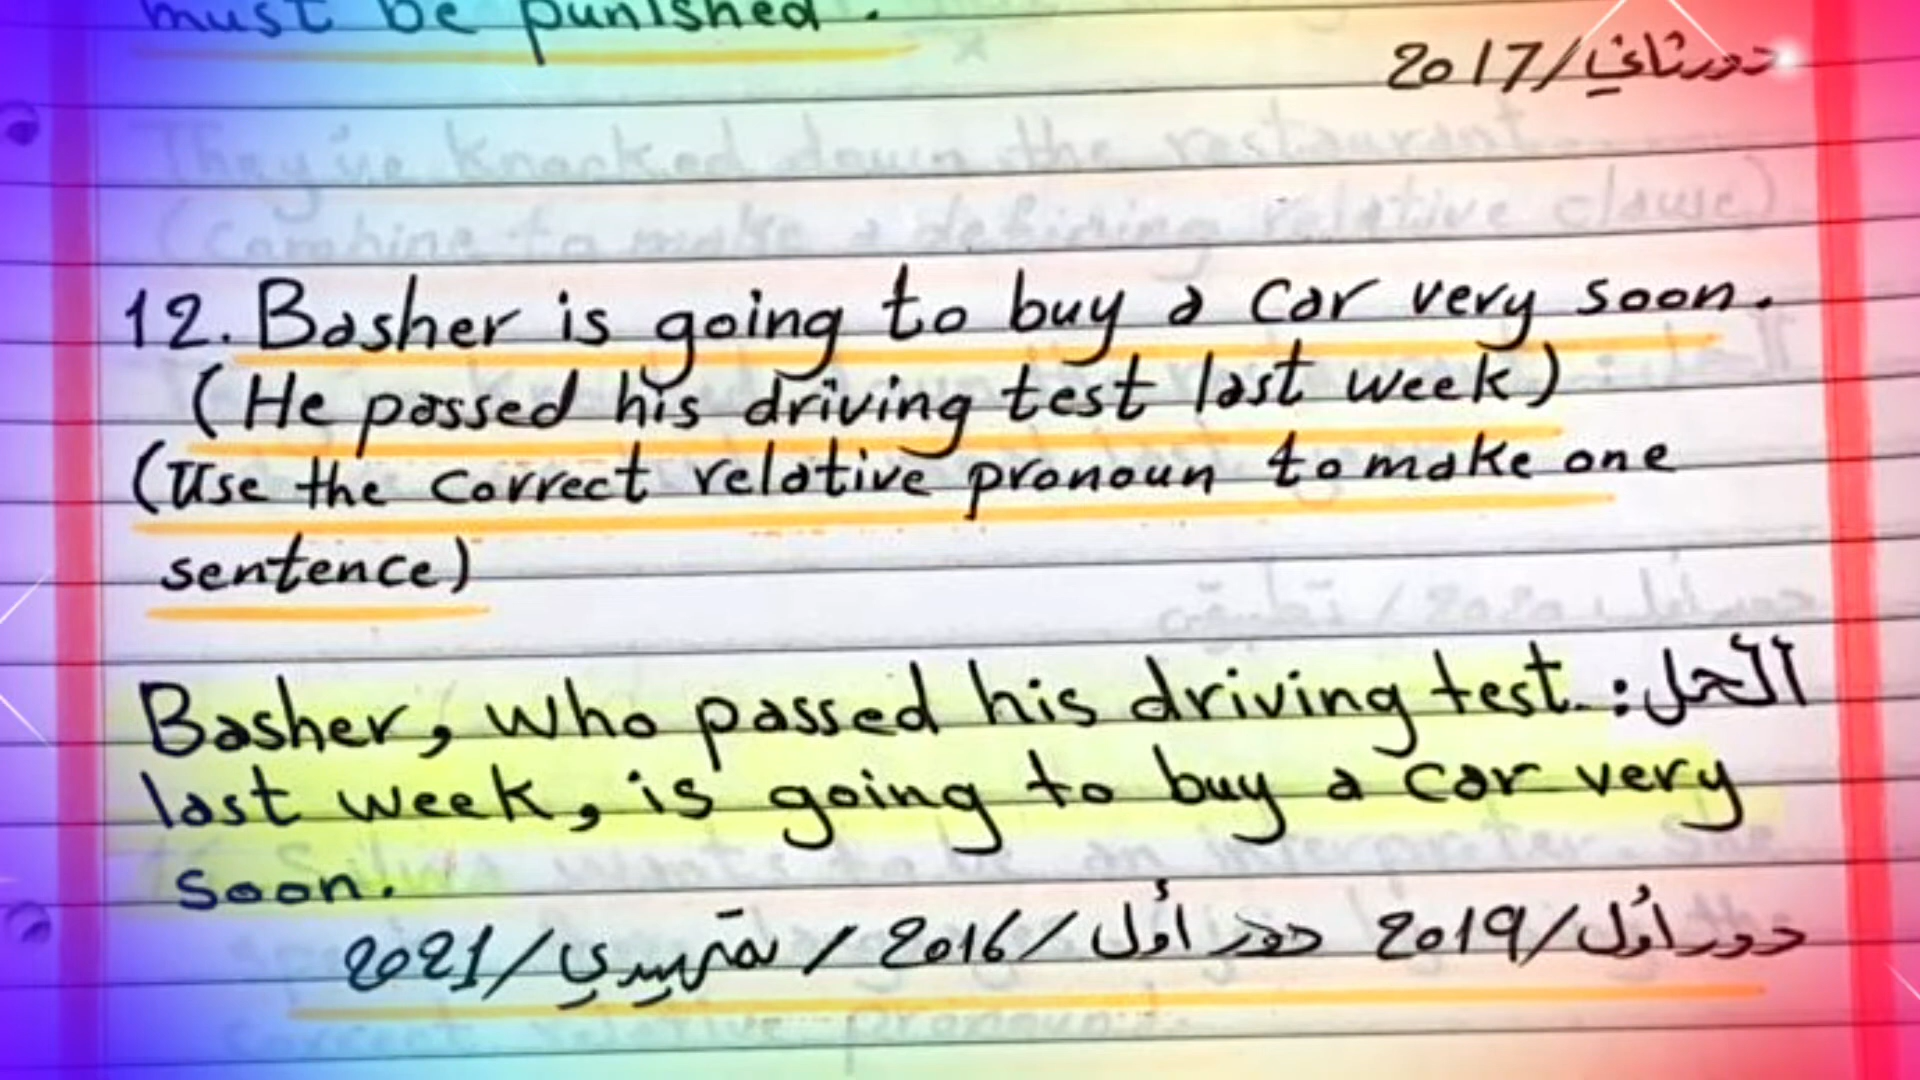 must be punished.
دور ثاني/2017
12. Basher is going to buy a car very soon.
(He passed his driving test last week)
(Use the correct relative pronoun to make one
sentence)
الحل: Basher, who passed his driving test
last week, is going to buy a car very
soon.
دور اول/2019 دور اول/2016/ تمهيدي/2021